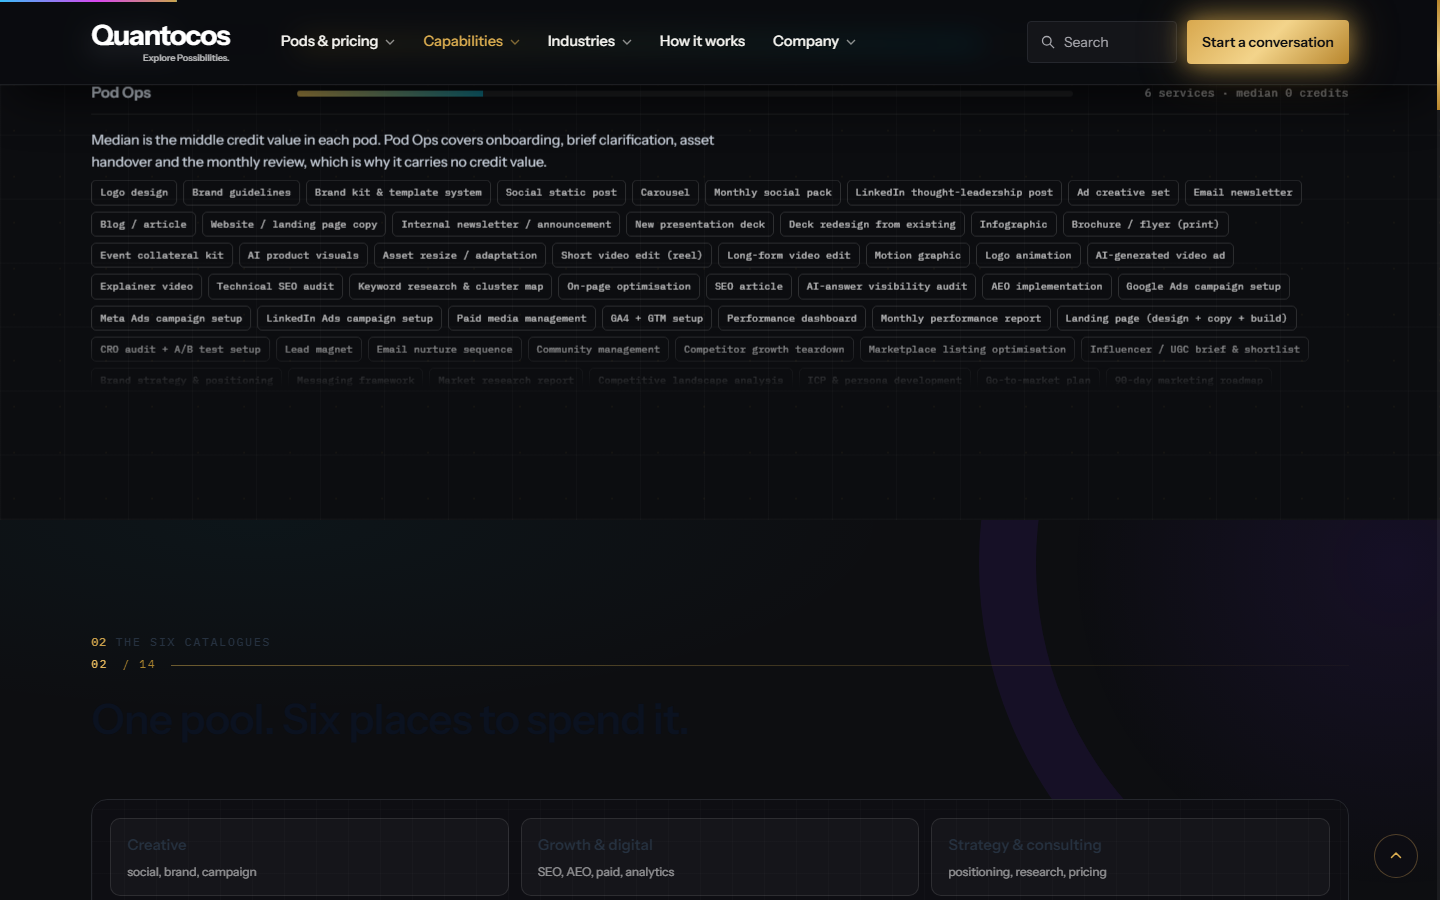 Quantocos
Explore Possibilities.
Pods & pricing Capabilities Industries How it works Company Search Start a conversation
Pod Ops 6 services · median 0 credits
Median is the middle credit value in each pod. Pod Ops covers onboarding, brief clarification, asset
handover and the monthly review, which is why it carries no credit value.
Logo design Brand guidelines Brand kit & template system Social static post Carousel Monthly social pack LinkedIn thought-leadership post Ad creative set Email newsletter
Blog / article Website / landing page copy Internal newsletter / announcement New presentation deck Deck redesign from existing Infographic Brochure / flyer (print)
Event collateral kit AI product visuals Asset resize / adaptation Short video edit (reel) Long-form video edit Motion graphic Logo animation AI-generated video ad
Explainer video Technical SEO audit Keyword research & cluster map On-page optimisation SEO article AI-answer visibility audit AEO implementation Google Ads campaign setup
Meta Ads campaign setup LinkedIn Ads campaign setup Paid media management GA4 + GTM setup Performance dashboard Monthly performance report Landing page (design + copy + build)
CRO audit + A/B test setup Lead magnet Email nurture sequence Community management Competitor growth teardown Marketplace listing optimisation Influencer / UGC brief & shortlist
Brand strategy & positioning Messaging framework Market research report Competitive landscape analysis ICP & persona development Go-to-market plan 90-day marketing roadmap
02 THE SIX CATALOGUES
02 / 14
One pool. Six places to spend it.
Creative Growth & digital Strategy & consulting
social, brand, campaign SEO, AEO, paid, analytics positioning, research, pricing